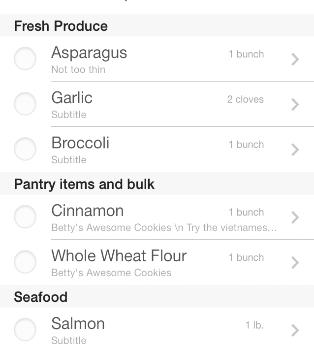 Fresh Produce
Asparagus 1 bunch
Not too thin
Garlic 2 cloves
Subtitle
Broccoli 1 bunch
Subtitle
Pantry items and bulk
Cinnamon 1 bunch
Betty's Awesome Cookies \n Try the vietnames...
Whole Wheat Flour 1 bunch
Betty's Awesome Cookies
Seafood
Salmon 1 lb.
Subtitle